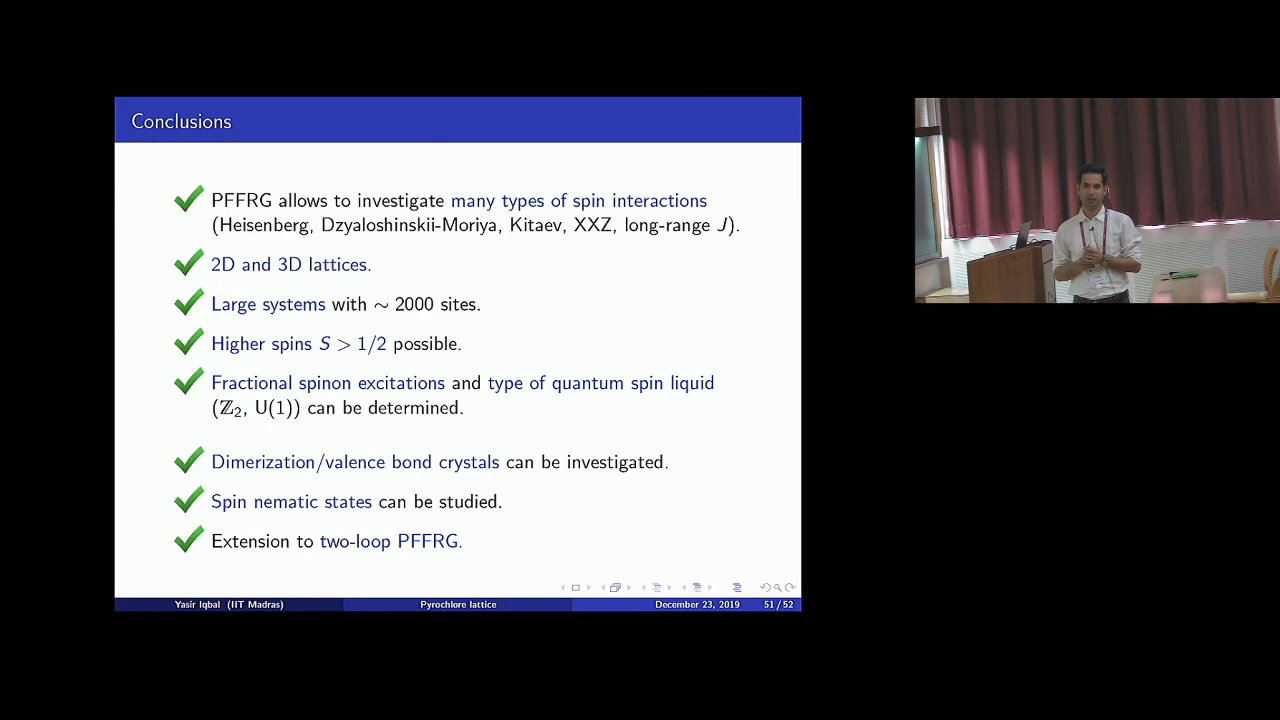 Conclusions
PFFRG allows to investigate many types of spin interactions
(Heisenberg, Dzyaloshinskii-Moriya, Kitaev, XXZ, long-range J).
2D and 3D lattices.
Large systems with ∼ 2000 sites.
Higher spins S > 1/2 possible.
Fractional spinon excitations and type of quantum spin liquid
(ℤ₂, U(1)) can be determined.
Dimerization/valence bond crystals can be investigated.
Spin nematic states can be studied.
Extension to two-loop PFFRG.
Yasir Iqbal (IIT Madras) Pyrochlore lattice December 23, 2019 51 / 52